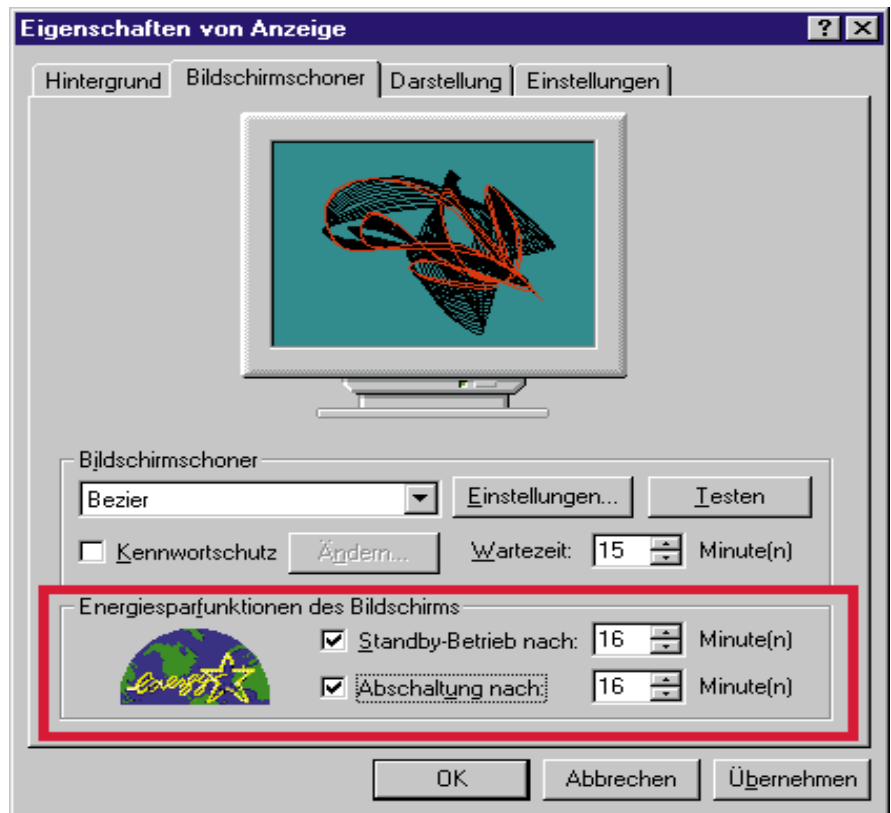 Eigenschaften von Anzeige
Hintergrund Bildschirmschoner Darstellung Einstellungen
Bildschirmschoner
Bezier Einstellungen... Testen
Kennwortschutz Ändern... Wartezeit: 15 Minute(n)
Energiesparfunktionen des Bildschirms
energy
Standby-Betrieb nach: 16 Minute(n)
Abschaltung nach: 16 Minute(n)
OK Abbrechen Übernehmen